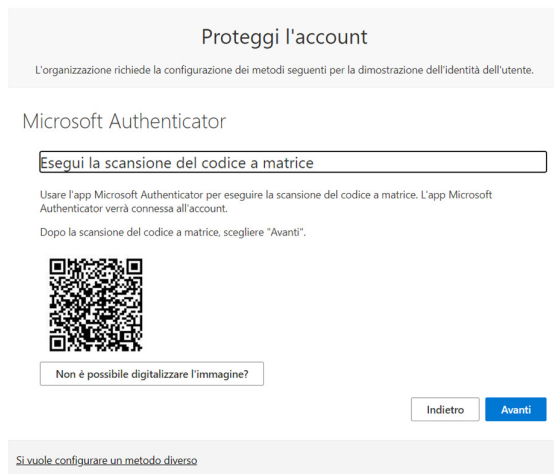 Proteggi l'account
L'organizzazione richiede la configurazione dei metodi seguenti per la dimostrazione dell'identità dell'utente.
Microsoft Authenticator
Esegui la scansione del codice a matrice
Usare l'app Microsoft Authenticator per eseguire la scansione del codice a matrice. L'app Microsoft
Authenticator verrà connessa all'account.
Dopo la scansione del codice a matrice, scegliere "Avanti".
Non è possibile digitalizzare l'immagine?
Indietro
Avanti
Si vuole configurare un metodo diverso